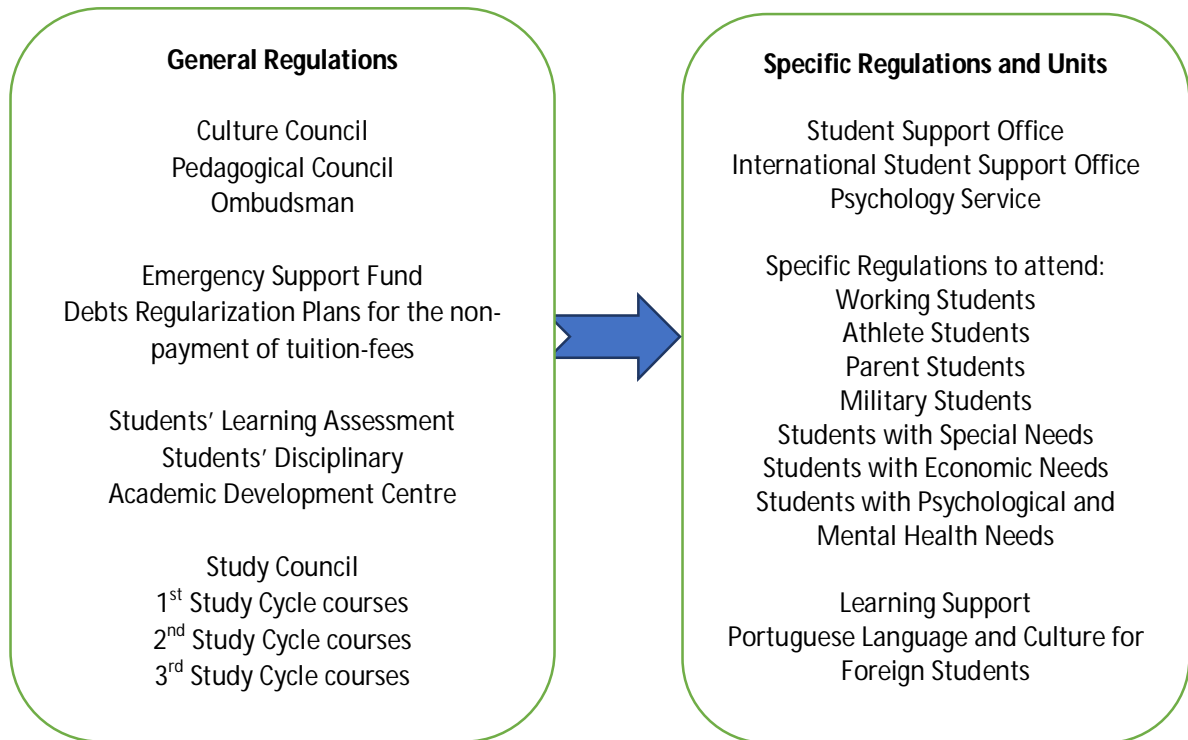 General Regulations
Culture Council
Pedagogical Council
Ombudsman
Emergency Support Fund
Debts Regularization Plans for the non-
payment of tuition-fees
Students’ Learning Assessment
Students’ Disciplinary
Academic Development Centre
Study Council
1st Study Cycle courses
2nd Study Cycle courses
3rd Study Cycle courses
Specific Regulations and Units
Student Support Office
International Student Support Office
Psychology Service
Specific Regulations to attend:
Working Students
Athlete Students
Parent Students
Military Students
Students with Special Needs
Students with Economic Needs
Students with Psychological and
Mental Health Needs
Learning Support
Portuguese Language and Culture for
Foreign Students